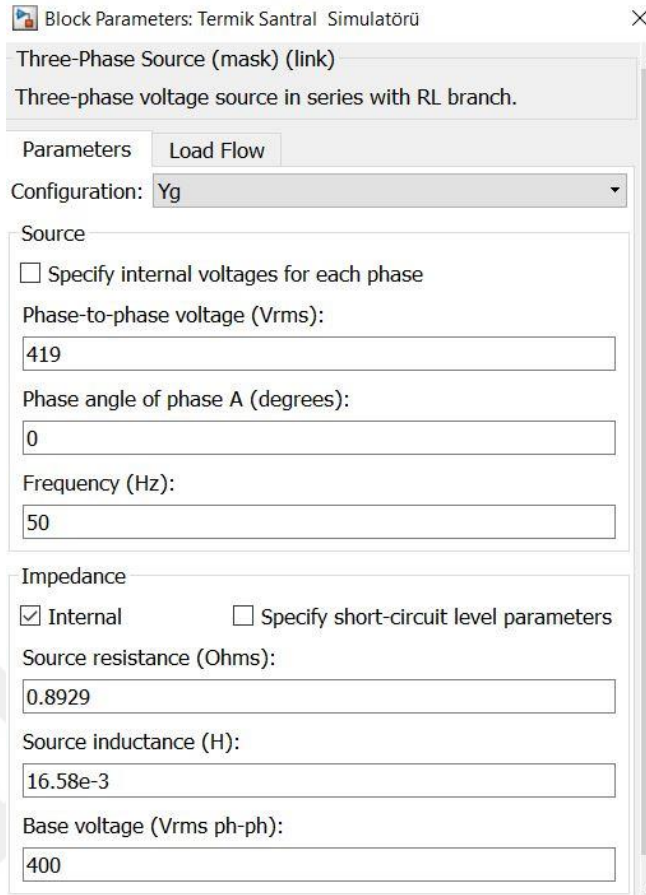 Block Parameters: Termik Santral Simulatörü
Three-Phase Source (mask) (link)
Three-phase voltage source in series with RL branch.
Parameters Load Flow
Configuration: Yg
Source
Specify internal voltages for each phase
Phase-to-phase voltage (Vrms):
419
Phase angle of phase A (degrees):
0
Frequency (Hz):
50
Impedance
Internal Specify short-circuit level parameters
Source resistance (Ohms):
0.8929
Source inductance (H):
16.58e-3
Base voltage (Vrms ph-ph):
400